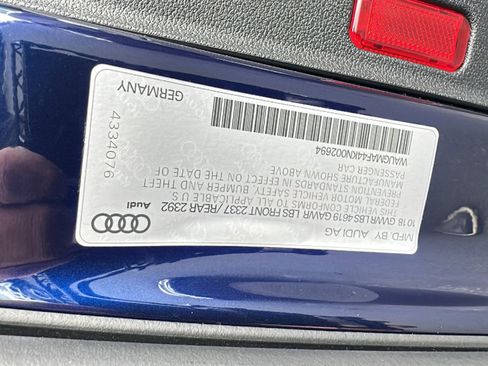 MFD. BY AUDI AG
1018 GVWR LBS 4619 GAWR LBS FRONT 2337 / REAR 2392
THIS VEHICLE CONFORMS TO ALL APPLICABLE U S
FEDERAL MOTOR VEHICLE SAFETY, BUMPER AND THEFT
PREVENTION STANDARDS IN EFFECT ON THE DATE OF
MANUFACTURE SHOWN ABOVE.
PASSENGER CAR
WAUGMAF44KN002694
GERMANY
4334076
Audi